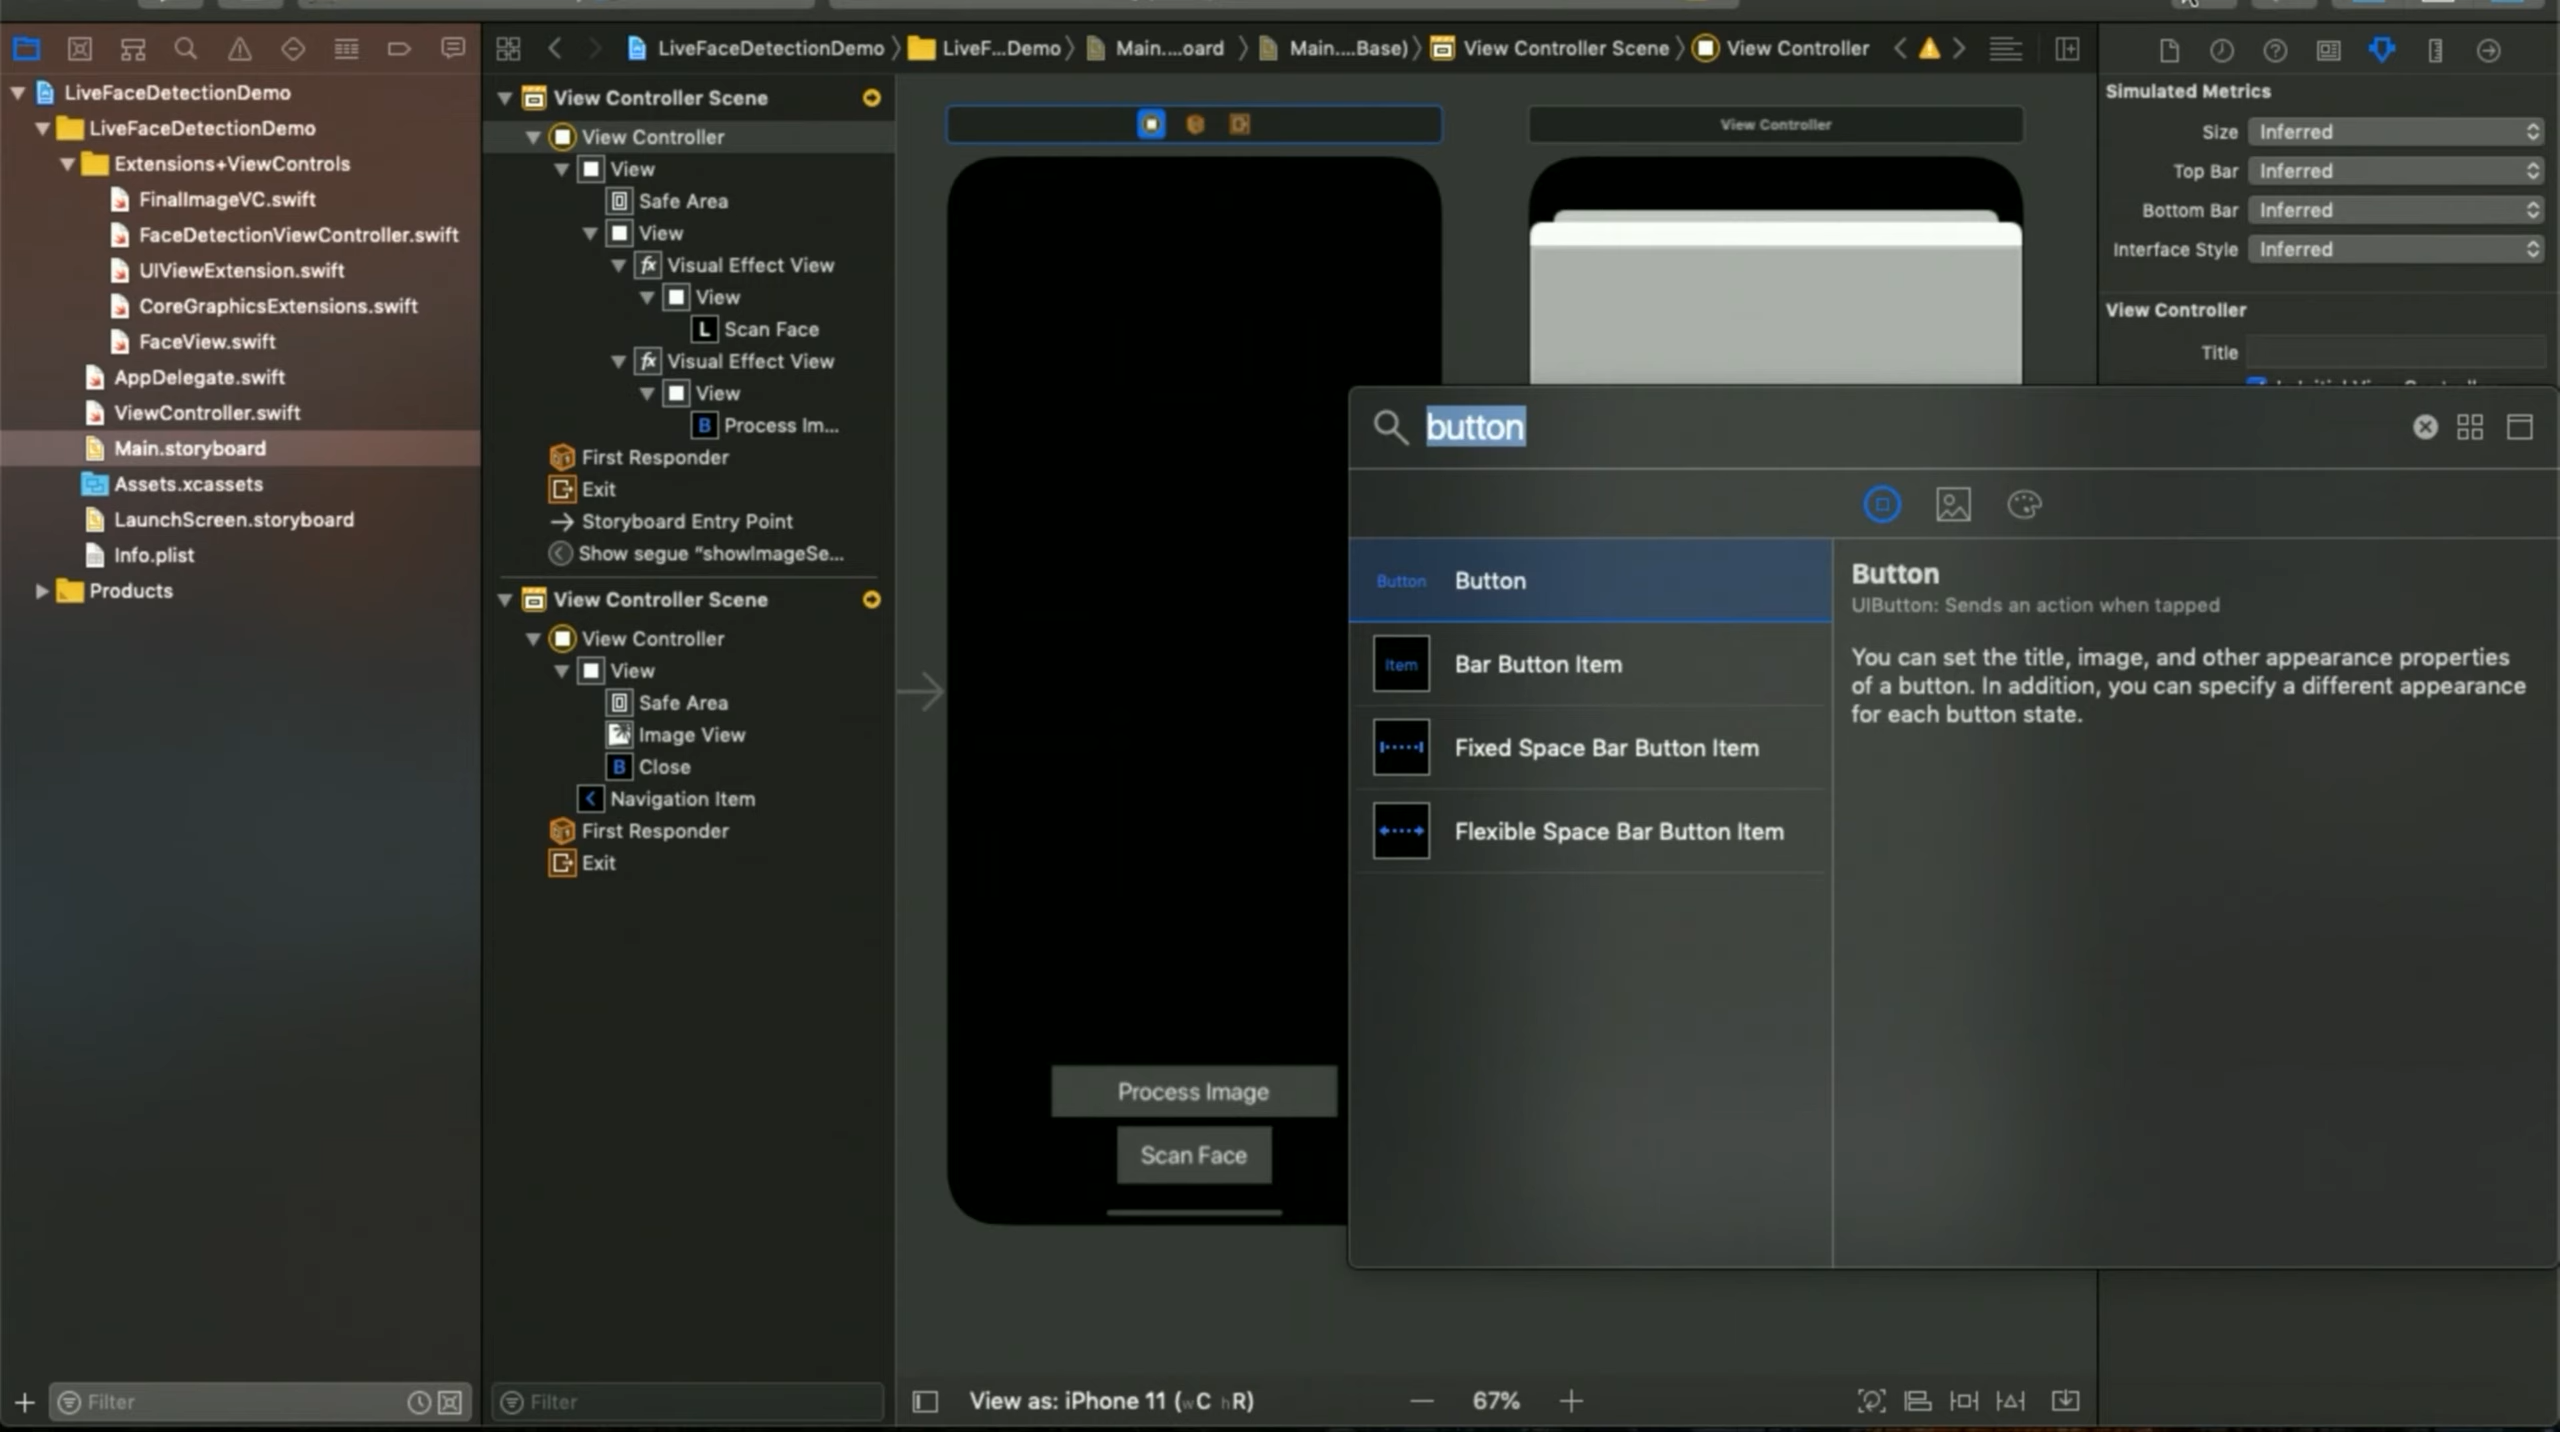 LiveFaceDetectionDemo
LiveFaceDetectionDemo
Extensions+ViewControls
FinalImageVC.swift
FaceDetectionViewController.swift
UIViewExtension.swift
CoreGraphicsExtensions.swift
FaceView.swift
AppDelegate.swift
ViewController.swift
Main.storyboard
Assets.xcassets
LaunchScreen.storyboard
Info.plist
Products
Filter
LiveFaceDetectionDemo
LiveF...Demo
Main....oard
Main....Base)
View Controller Scene
View Controller
View Controller Scene
View Controller
View
Safe Area
View
Visual Effect View
View
L Scan Face
Visual Effect View
View
B Process Im...
First Responder
Exit
Storyboard Entry Point
Show segue "showImageSe...
View Controller Scene
View Controller
View
Safe Area
Image View
B Close
Navigation Item
First Responder
Exit
Filter
View Controller
Process Image
Scan Face
View as: iPhone 11 (wC hR)
67%
Simulated Metrics
Size Inferred
Top Bar Inferred
Bottom Bar Inferred
Interface Style Inferred
View Controller
Title
button
Button Button
Item Bar Button Item
Fixed Space Bar Button Item
Flexible Space Bar Button Item
Button
UIButton: Sends an action when tapped
You can set the title, image, and other appearance properties
of a button. In addition, you can specify a different appearance
for each button state.